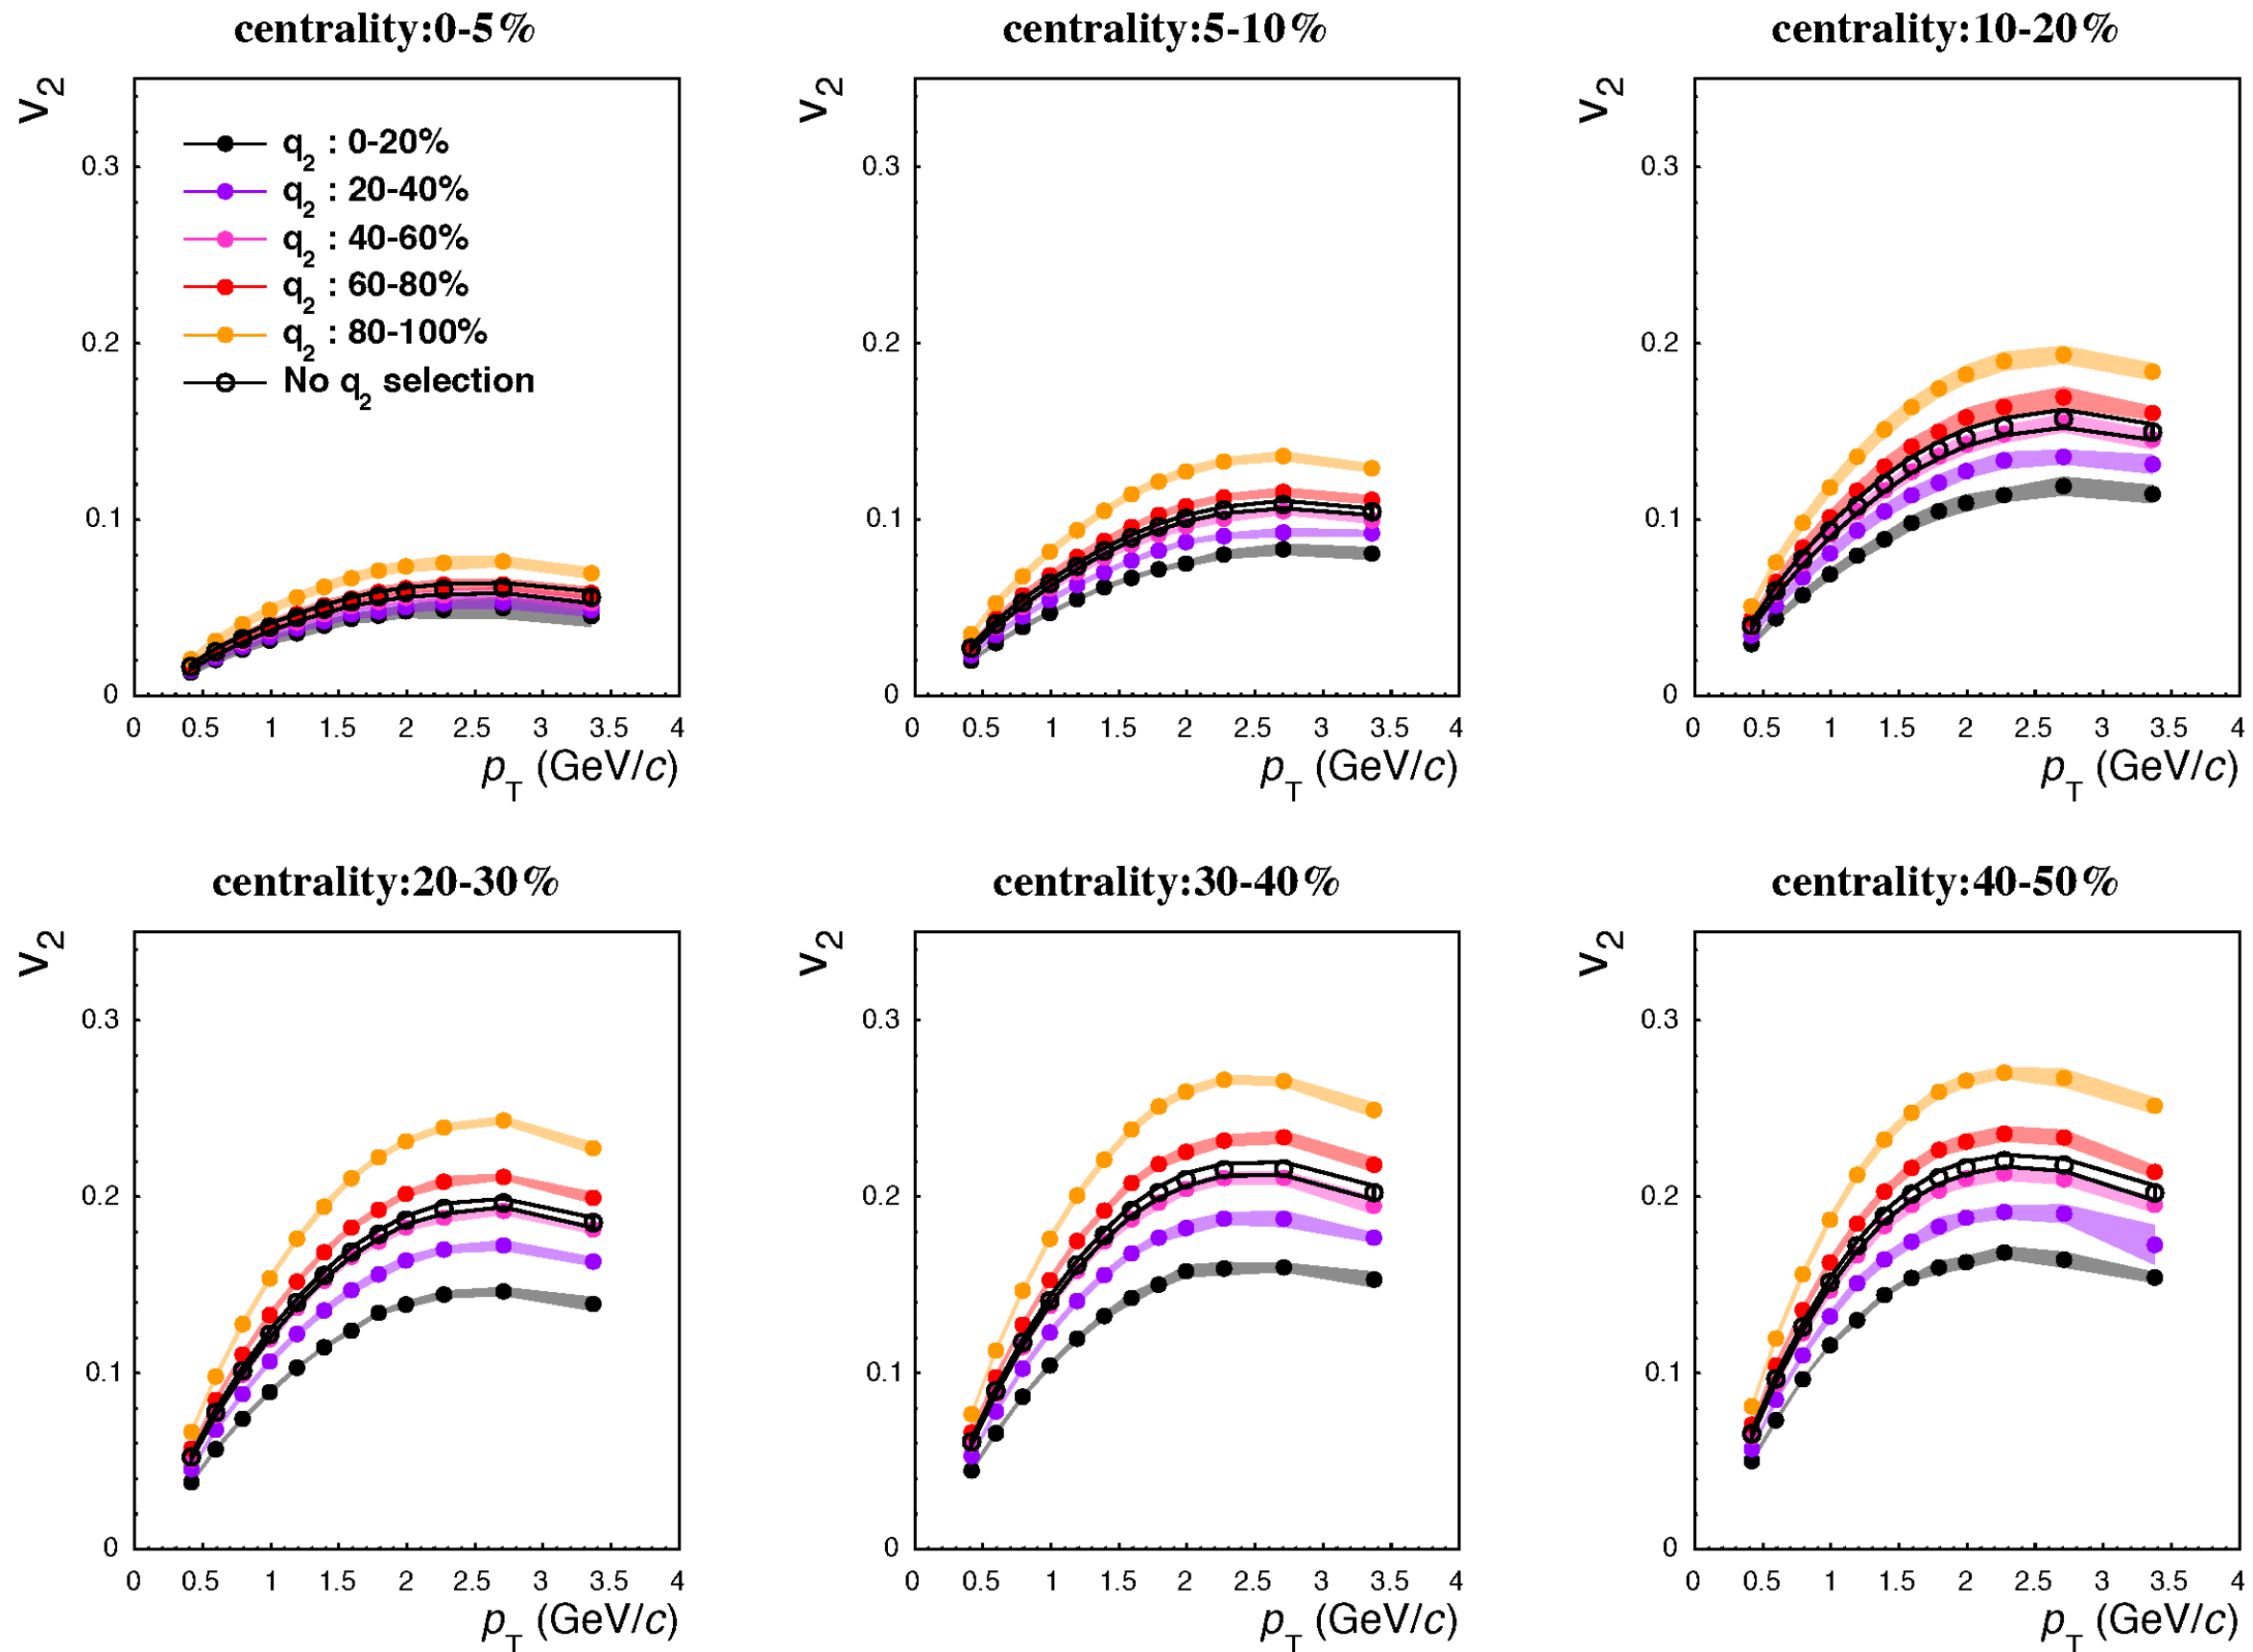 centrality:0-5%
v2
0.3
0.2
0.1
0
q2 : 0-20%
q2 : 20-40%
q2 : 40-60%
q2 : 60-80%
q2 : 80-100%
No q2 selection
0 0.5 1 1.5 2 2.5 3 3.5 4
pT (GeV/c)
centrality:5-10%
v2
0.3
0.2
0.1
0
0 0.5 1 1.5 2 2.5 3 3.5 4
pT (GeV/c)
centrality:10-20%
v2
0.3
0.2
0.1
0
0 0.5 1 1.5 2 2.5 3 3.5 4
pT (GeV/c)
centrality:20-30%
v2
0.3
0.2
0.1
0
0 0.5 1 1.5 2 2.5 3 3.5 4
pT (GeV/c)
centrality:30-40%
v2
0.3
0.2
0.1
0
0 0.5 1 1.5 2 2.5 3 3.5 4
pT (GeV/c)
centrality:40-50%
v2
0.3
0.2
0.1
0
0 0.5 1 1.5 2 2.5 3 3.5 4
pT (GeV/c)